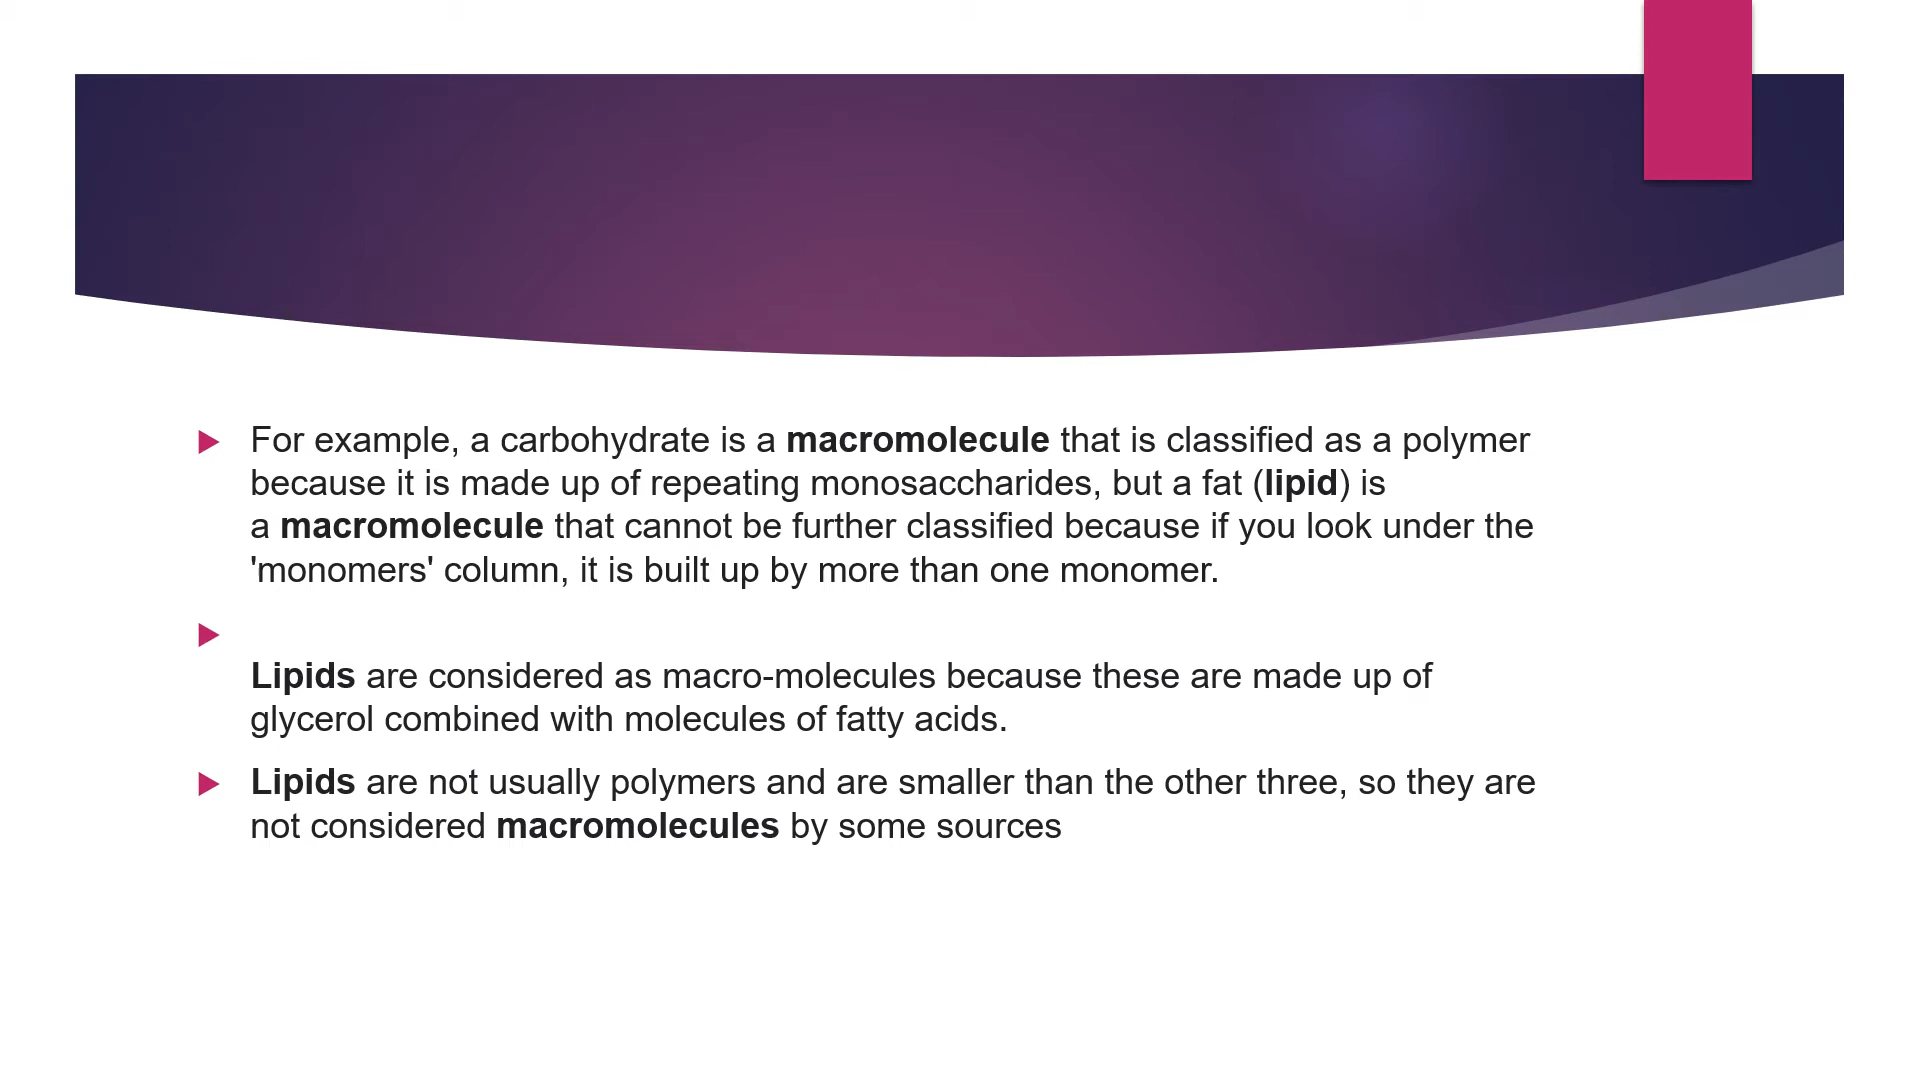 For example, a carbohydrate is a macromolecule that is classified as a polymer
because it is made up of repeating monosaccharides, but a fat (lipid) is
a macromolecule that cannot be further classified because if you look under the
'monomers' column, it is built up by more than one monomer.
Lipids are considered as macro-molecules because these are made up of
glycerol combined with molecules of fatty acids.
Lipids are not usually polymers and are smaller than the other three, so they are
not considered macromolecules by some sources